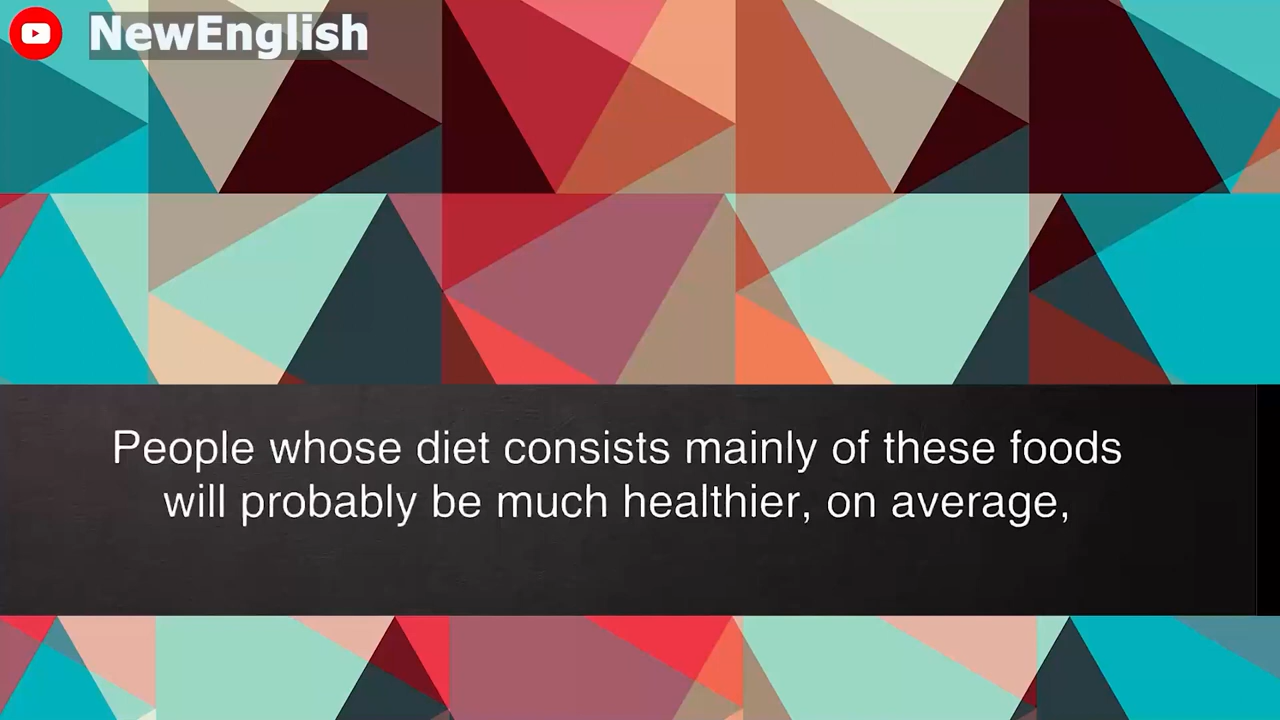 NewEnglish
People whose diet consists mainly of these foods
will probably be much healthier, on average,